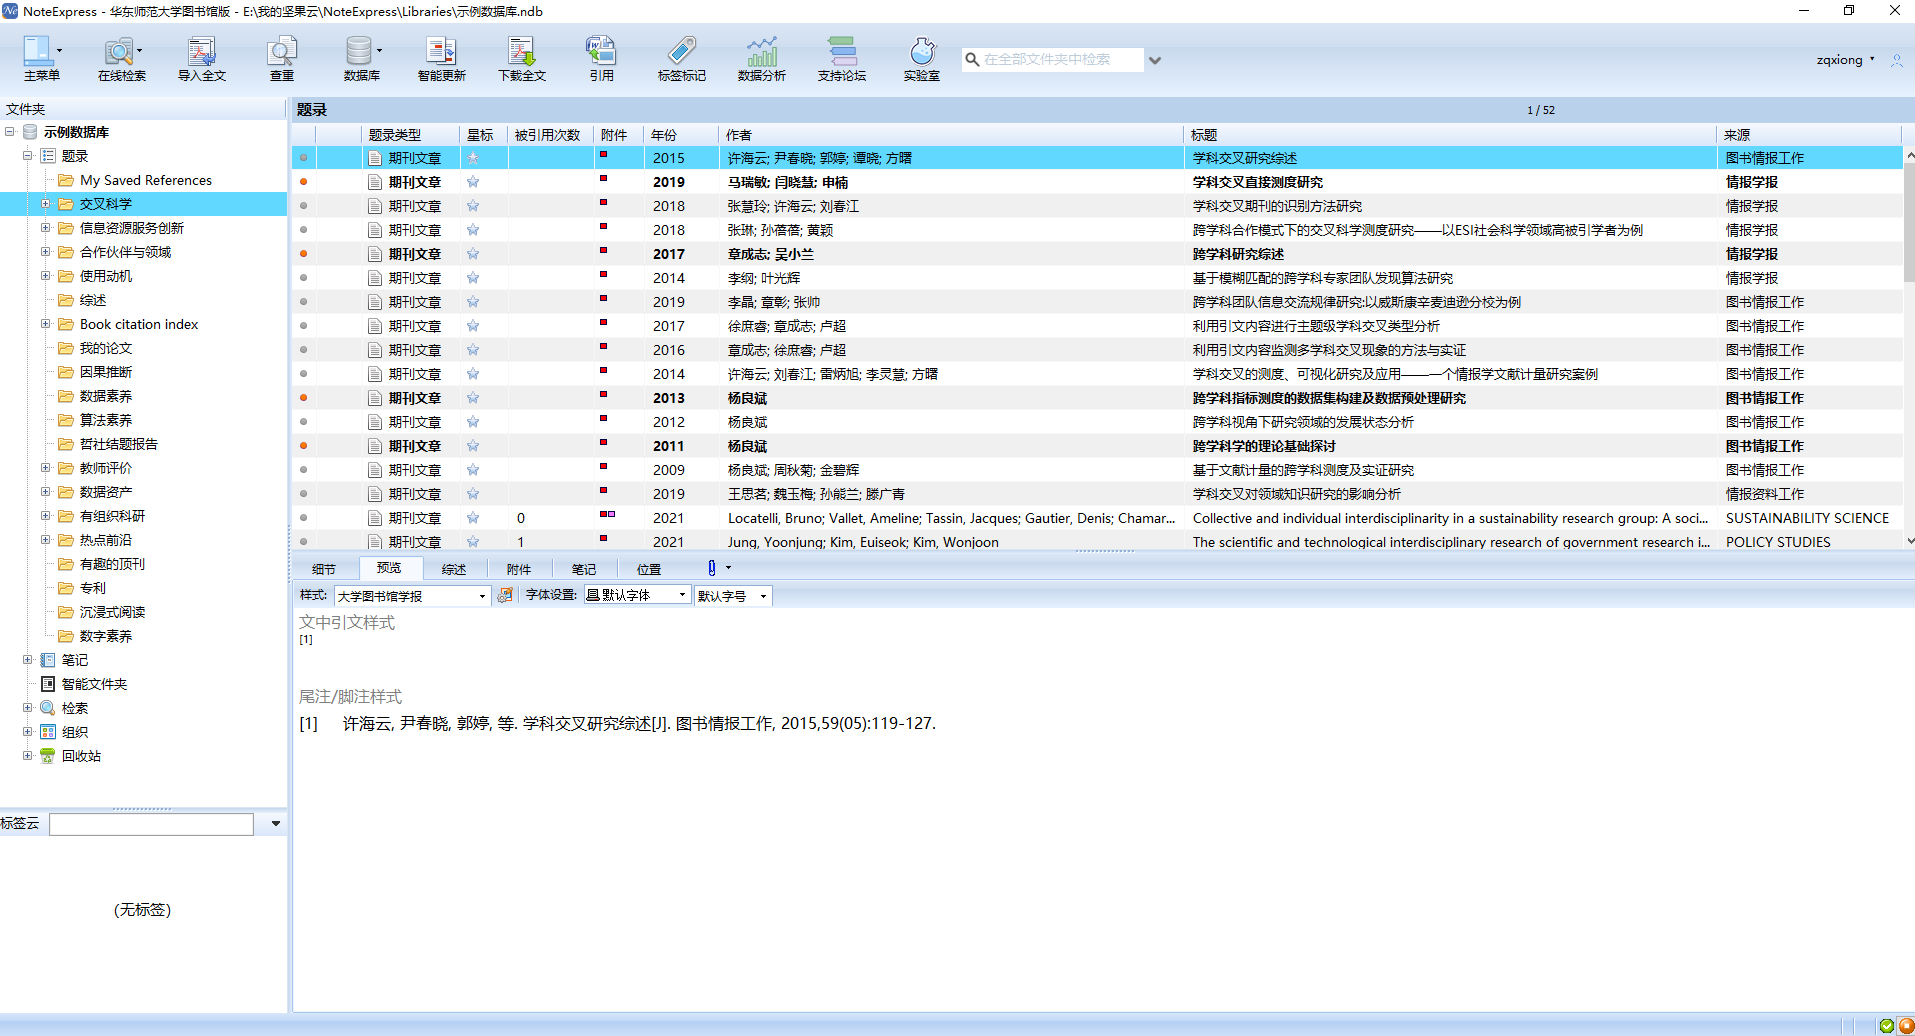 NoteExpress - 华东师范大学图书馆版 - E:\我的坚果云\NoteExpress\Libraries\示例数据库.ndb
主菜单 在线检索 导入全文 查重 数据库 智能更新 下载全文 引用 标签标记 数据分析 支持论坛 实验室 在全部文件夹中检索 zqxiong
文件夹
示例数据库
题录
My Saved References
交叉科学
信息资源服务创新
合作伙伴与领域
使用动机
综述
Book citation index
我的论文
因果推断
数据素养
算法素养
哲社结题报告
教师评价
数据资产
有组织科研
热点前沿
有趣的顶刊
专利
沉浸式阅读
数字素养
笔记
智能文件夹
检索
组织
回收站
标签云
(无标签)
题录 1 / 52
题录类型 星标 被引用次数 附件 年份 作者 标题 来源
期刊文章 2015 许海云; 尹春晓; 郭婷; 谭晓; 方曙 学科交叉研究综述 图书情报工作
期刊文章 2019 马瑞敏; 闫晓慧; 申楠 学科交叉直接测度研究 情报学报
期刊文章 2018 张慧玲; 许海云; 刘春江 学科交叉期刊的识别方法研究 情报学报
期刊文章 2018 张琳; 孙蓓蓓; 黄颖 跨学科合作模式下的交叉科学测度研究——以ESI社会科学领域高被引学者为例 情报学报
期刊文章 2017 章成志; 吴小兰 跨学科研究综述 情报学报
期刊文章 2014 李纲; 叶光辉 基于模糊匹配的跨学科专家团队发现算法研究 情报学报
期刊文章 2019 李晶; 章彰; 张帅 跨学科团队信息交流规律研究:以威斯康辛麦迪逊分校为例 图书情报工作
期刊文章 2017 徐庶睿; 章成志; 卢超 利用引文内容进行主题级学科交叉类型分析 图书情报工作
期刊文章 2016 章成志; 徐庶睿; 卢超 利用引文内容监测多学科交叉现象的方法与实证 图书情报工作
期刊文章 2014 许海云; 刘春江; 雷炳旭; 李灵慧; 方曙 学科交叉的测度、可视化研究及应用——一个情报学文献计量研究案例 图书情报工作
期刊文章 2013 杨良斌 跨学科指标测度的数据集构建及数据预处理研究 图书情报工作
期刊文章 2012 杨良斌 跨学科视角下研究领域的发展状态分析 图书情报工作
期刊文章 2011 杨良斌 跨学科学的理论基础探讨 图书情报工作
期刊文章 2009 杨良斌; 周秋菊; 金碧辉 基于文献计量的跨学科测度及实证研究 图书情报工作
期刊文章 2019 王思茗; 魏玉梅; 孙能兰; 滕广青 学科交叉对领域知识研究的影响分析 情报资料工作
期刊文章 0 2021 Locatelli, Bruno; Vallet, Ameline; Tassin, Jacques; Gautier, Denis; Chamar... Collective and individual interdisciplinarity in a sustainability research group: A soci... SUSTAINABILITY SCIENCE
期刊文章 1 2021 Jung, Yoonjung; Kim, Euiseok; Kim, Wonjoon The scientific and technological interdisciplinary research of government research i... POLICY STUDIES
细节 预览 综述 附件 笔记 位置
样式: 大学图书馆学报 字体设置: 默认字体 默认字号
文中引文样式
[1]
尾注/脚注样式
[1] 许海云, 尹春晓, 郭婷, 等. 学科交叉研究综述[J]. 图书情报工作, 2015,59(05):119-127.